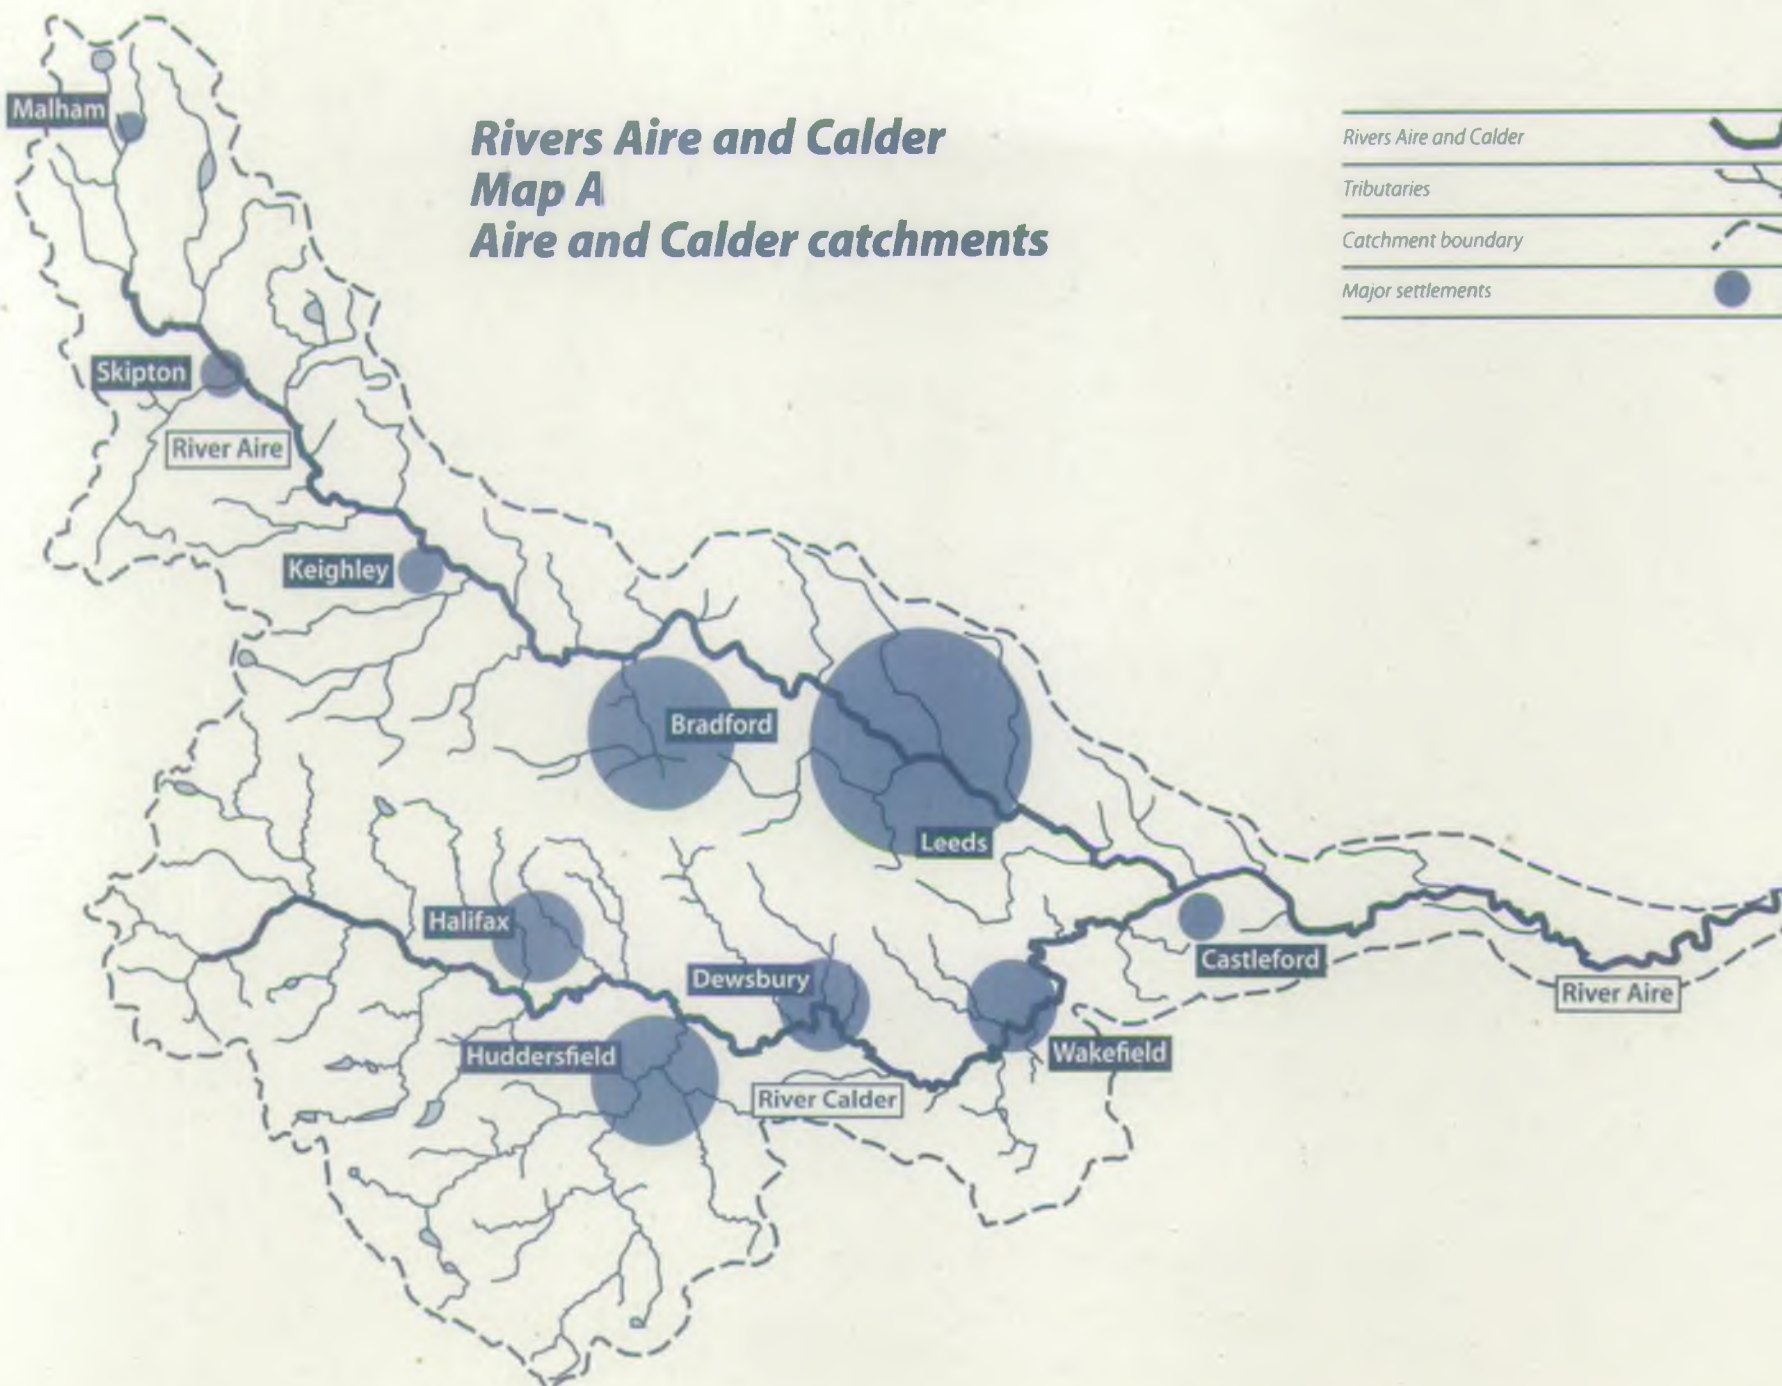 Rivers Aire and Calder
Map A
Aire and Calder catchments
Rivers Aire and Calder
Tributaries
Catchment boundary
Major settlements
Malham
Skipton
River Aire
Keighley
Bradford
Leeds
Halifax
Dewsbury
Castleford
River Aire
Huddersfield
Wakefield
River Calder